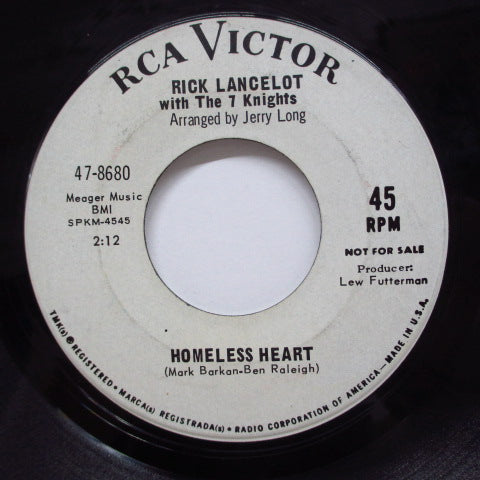 RCA VICTOR
RICK LANCELOT
with The 7 Knights
Arranged by Jerry Long
47-8680
Meager Music
BMI
SPKM-4545
2:12
45
RPM
NOT FOR SALE
Producer:
Lew Futterman
HOMELESS HEART
(Mark Barkan-Ben Raleigh)
TMK(s) ® REGISTERED • MARCA(s) REGISTRADA(s) • RADIO CORPORATION OF AMERICA—MADE IN U.S.A.